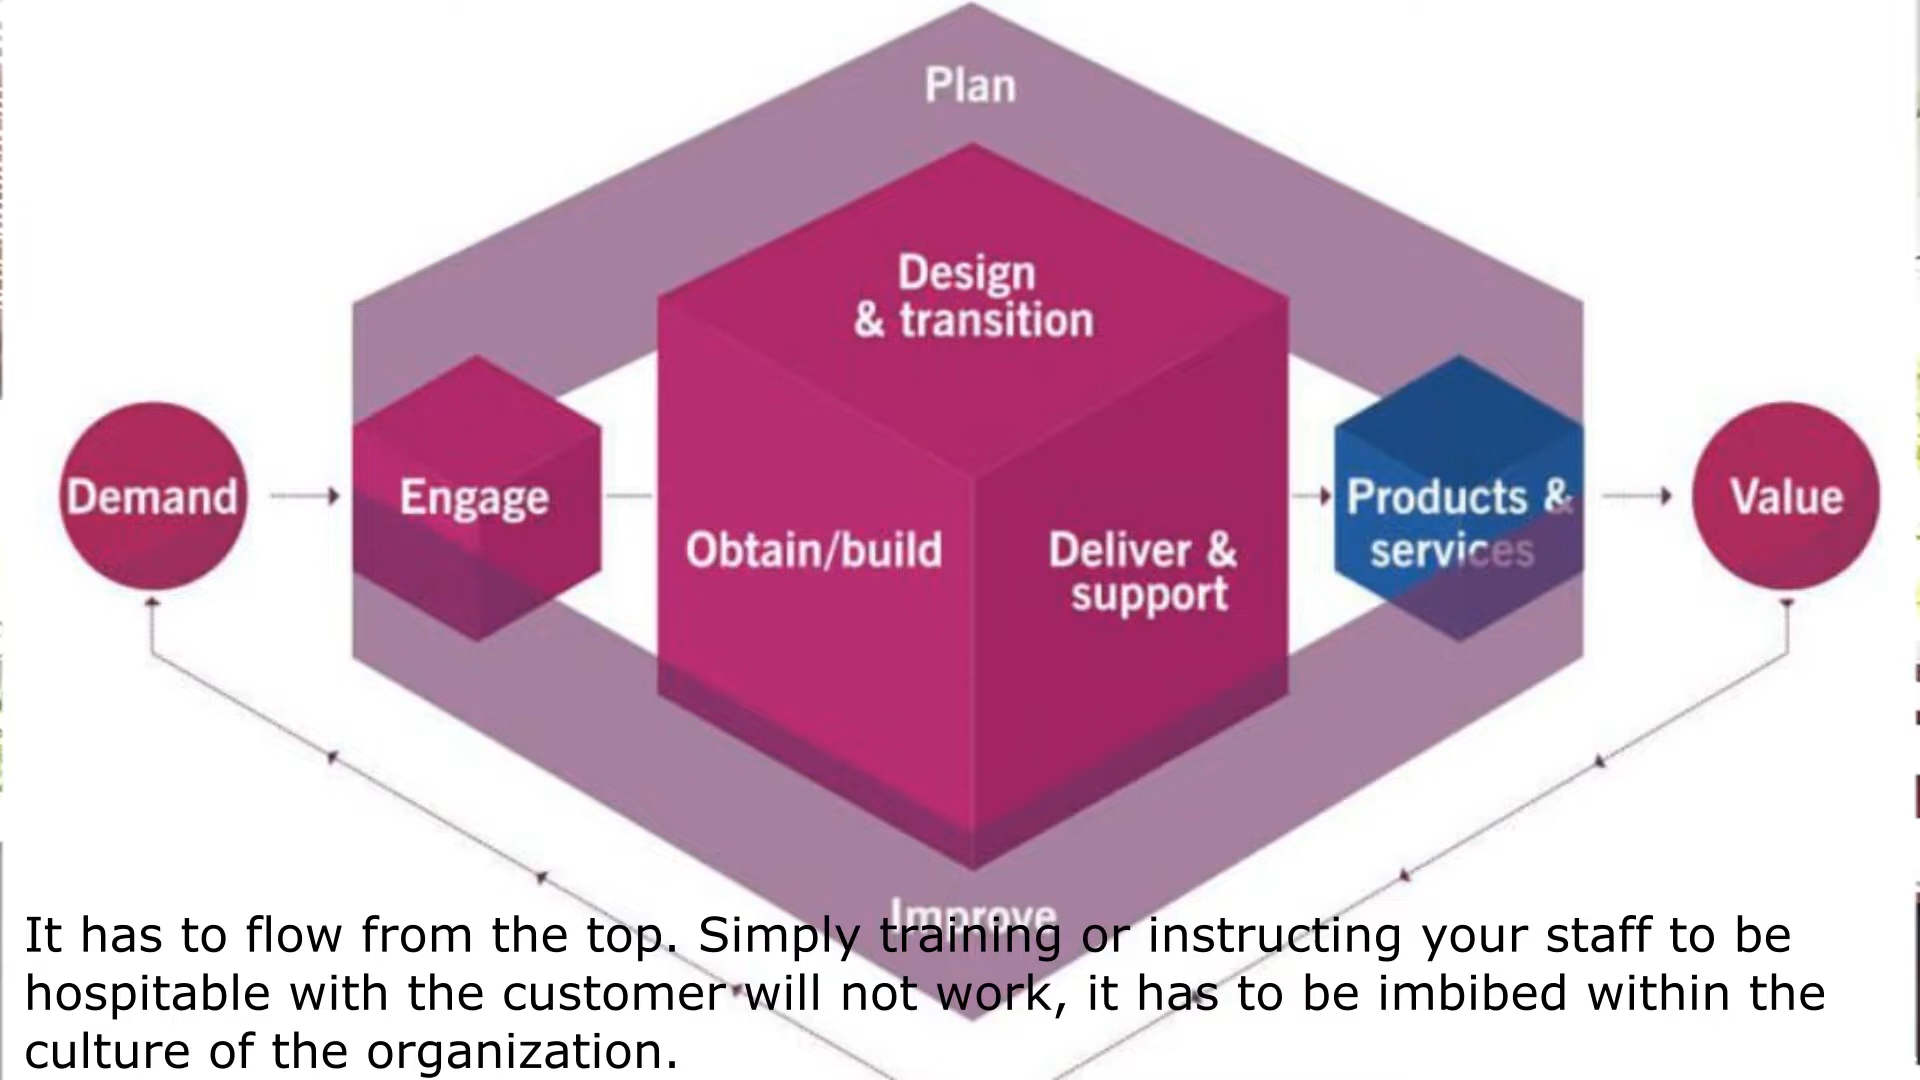 Plan
Design
& transition
Demand
Engage
Obtain/build
Deliver &
support
Products &
services
Value
Improve
It has to flow from the top. Simply training or instructing your staff to be
hospitable with the customer will not work, it has to be imbibed within the
culture of the organization.